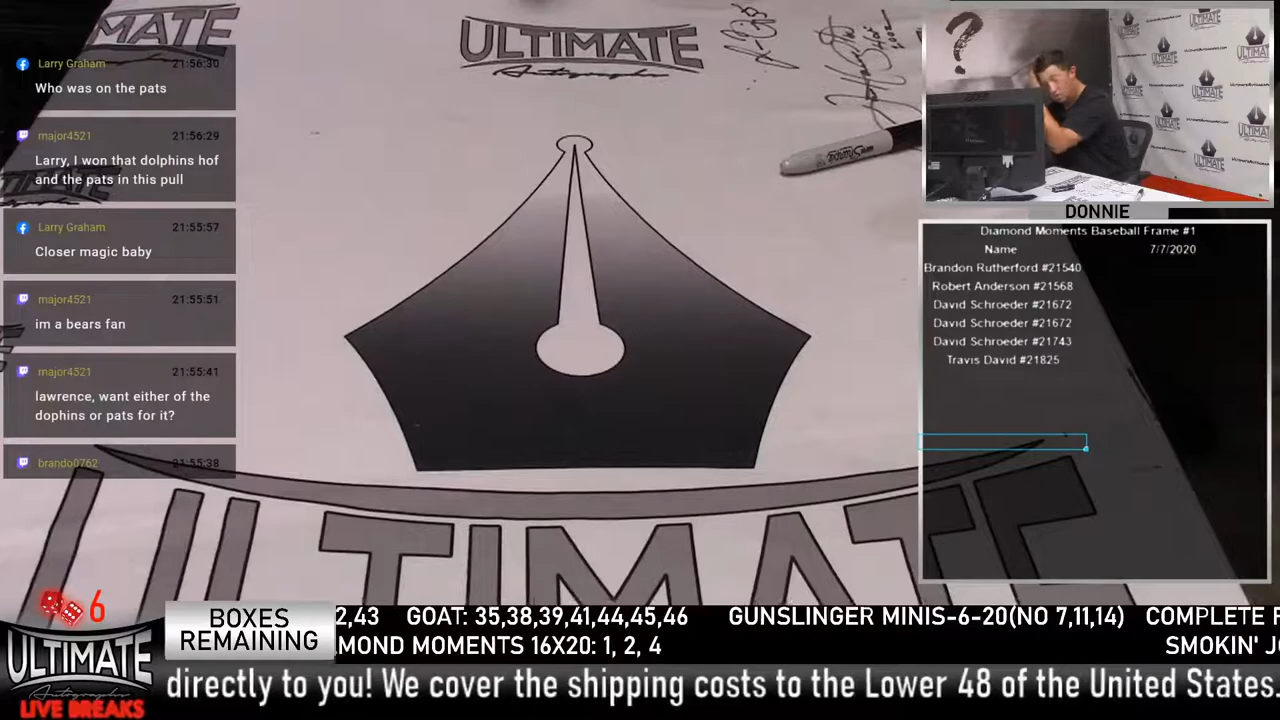 MATE
Larry Graham 21:56:30
Who was on the pats
major4521 21:56:29
Larry, I won that dolphins hof
and the pats in this pull
Larry Graham 21:55:57
Closer magic baby
major4521 21:55:51
im a bears fan
major4521 21:55:41
lawrence, want either of the
dophins or pats for it?
brando0762 21:55:38
ULTIMATE
Autographs
Sharpie
?
ULTIMATE
DONNIE
Diamond Moments Baseball Frame #1
Name 7/7/2020
Brandon Rutherford #21540
Robert Anderson #21568
David Schroeder #21672
David Schroeder #21672
David Schroeder #21743
Travis David #21825
ULTIMATE
6
ULTIMATE
Autographs
LIVE BREAKS
BOXES
REMAINING
2,43 GOAT: 35,38,39,41,44,45,46 GUNSLINGER MINIS-6-20(NO 7,11,14) COMPLETE F
MOND MOMENTS 16X20: 1, 2, 4 SMOKIN' J
directly to you! We cover the shipping costs to the Lower 48 of the United States.